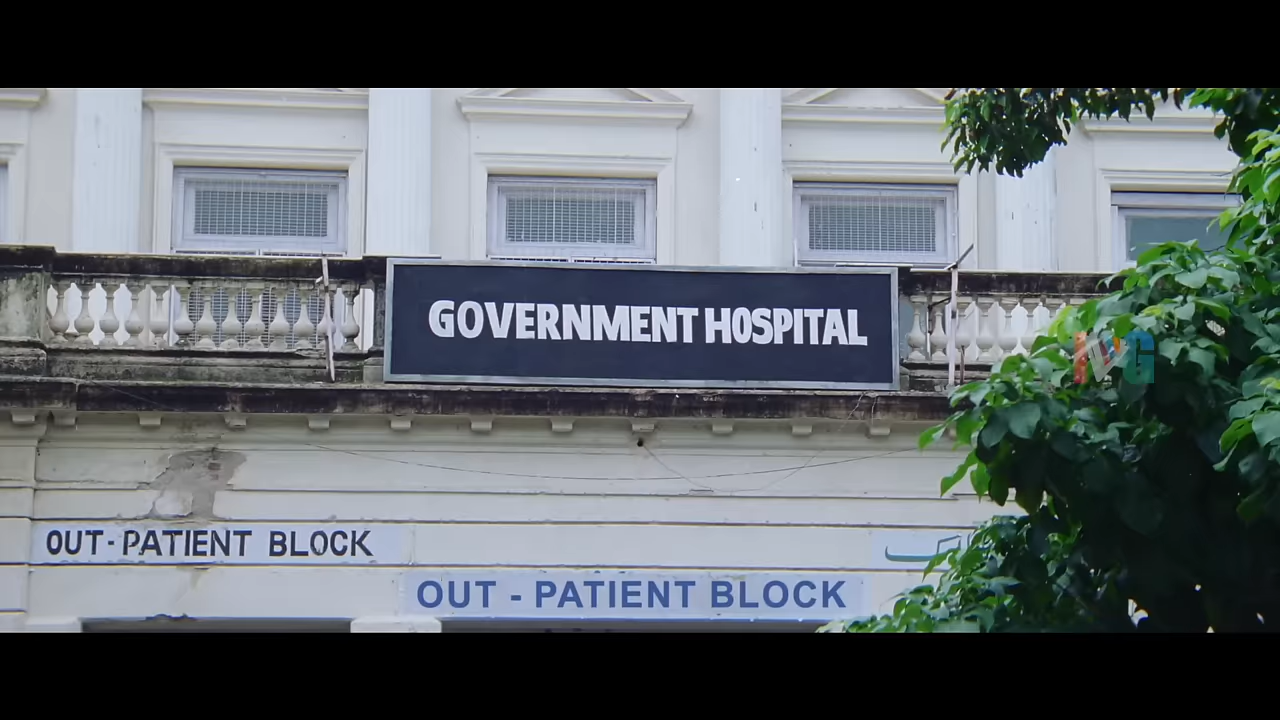 GOVERNMENT HOSPITAL
OUT-PATIENT BLOCK
OUT - PATIENT BLOCK